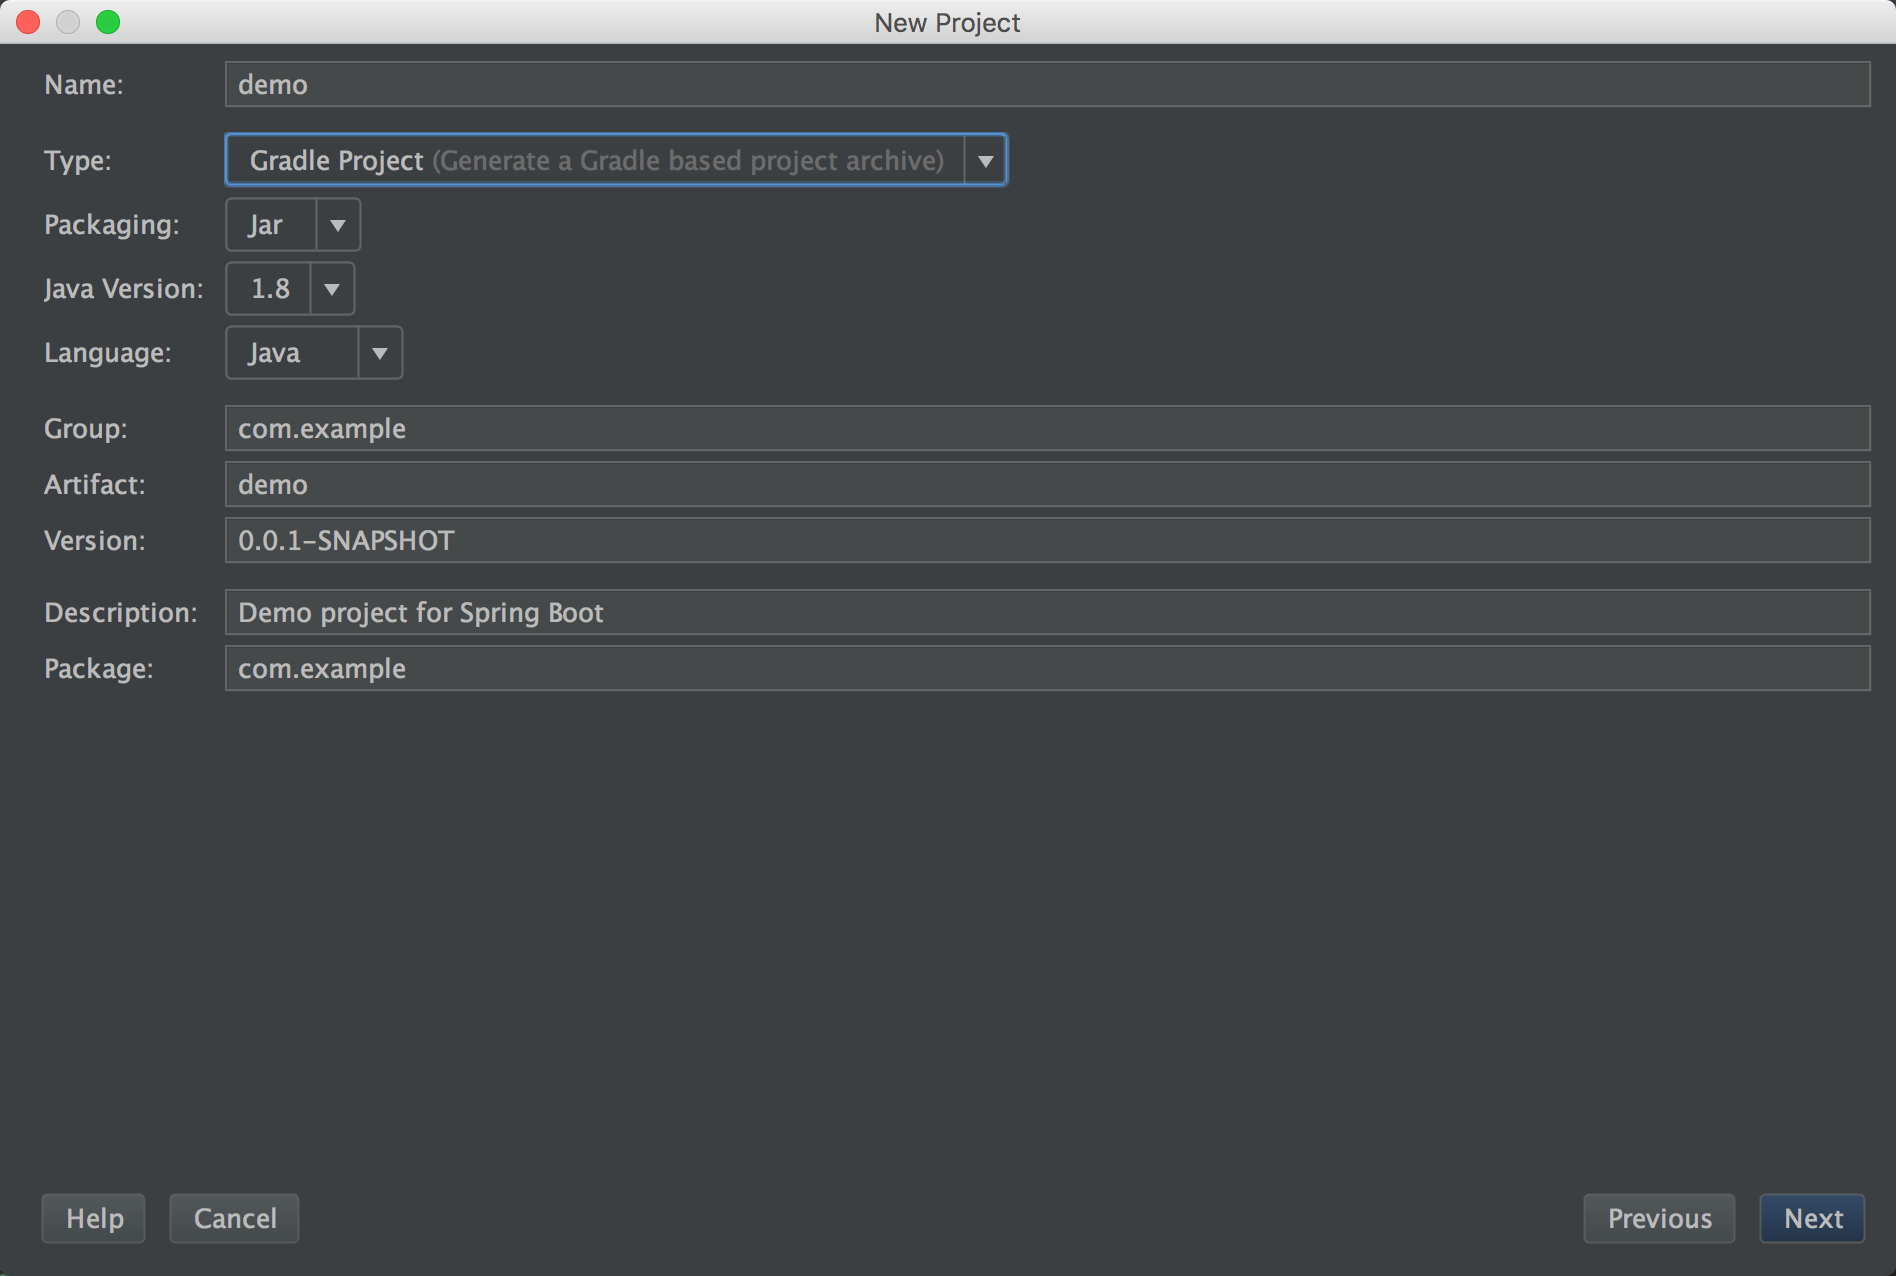 New Project
Name: demo
Type: Gradle Project (Generate a Gradle based project archive)
Packaging: Jar
Java Version: 1.8
Language: Java
Group: com.example
Artifact: demo
Version: 0.0.1-SNAPSHOT
Description: Demo project for Spring Boot
Package: com.example
Help Cancel Previous Next